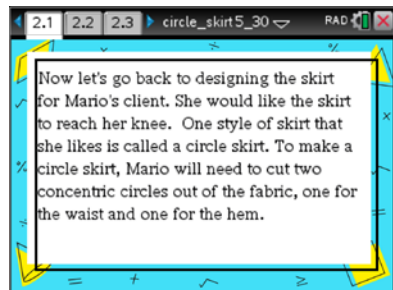 2.1 2.2 2.3 circle_skirt5_30 RAD
Now let's go back to designing the skirt
for Mario's client. She would like the skirt
to reach her knee.  One style of skirt that
she likes is called a circle skirt. To make a
circle skirt, Mario will need to cut two
concentric circles out of the fabric, one for
the waist and one for the hem.